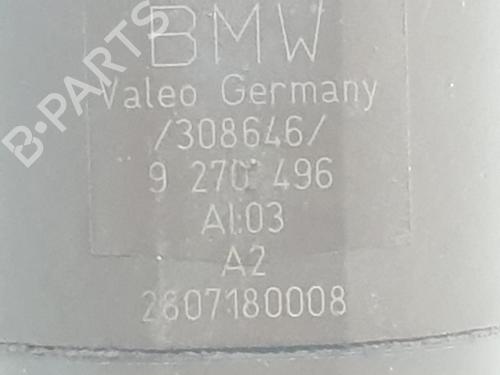 BMW
Valeo Germany
/308646/
9 270 496
AI:03
A2
2807180008
B-PARTS